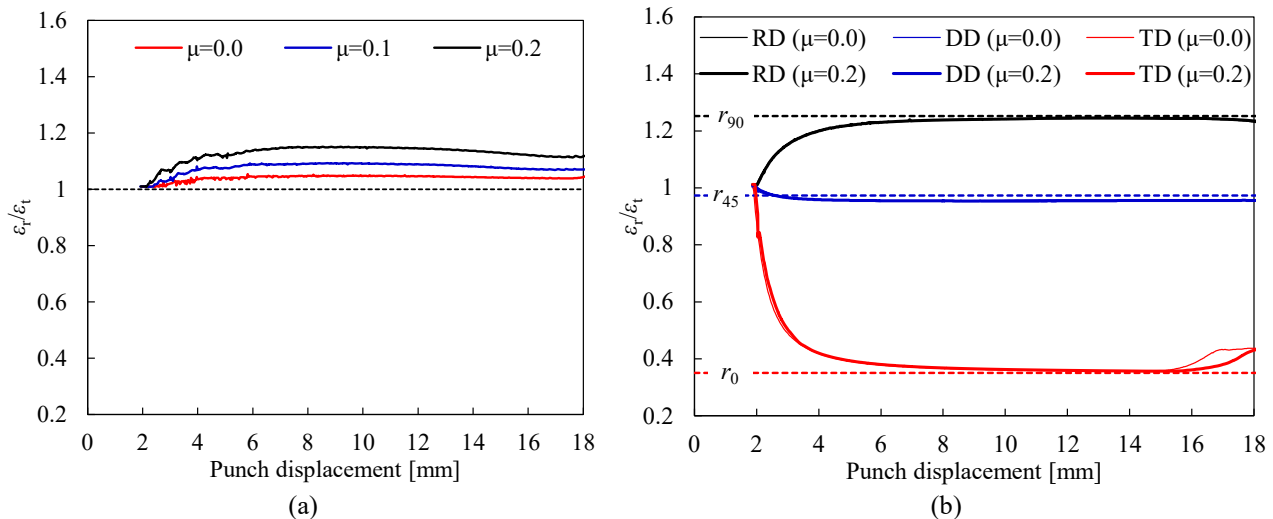 1.6
1.4
1.2
1
0.8
0.6
0.4
0.2
μ=0.0 μ=0.1 μ=0.2
εr/εt
0 2 4 6 8 10 12 14 16 18
Punch displacement [mm]
(a)
1.6
1.4
1.2
1
0.8
0.6
0.4
0.2
RD (μ=0.0) DD (μ=0.0) TD (μ=0.0)
RD (μ=0.2) DD (μ=0.2) TD (μ=0.2)
r90
r45
r0
εr/εt
0 2 4 6 8 10 12 14 16 18
Punch displacement [mm]
(b)